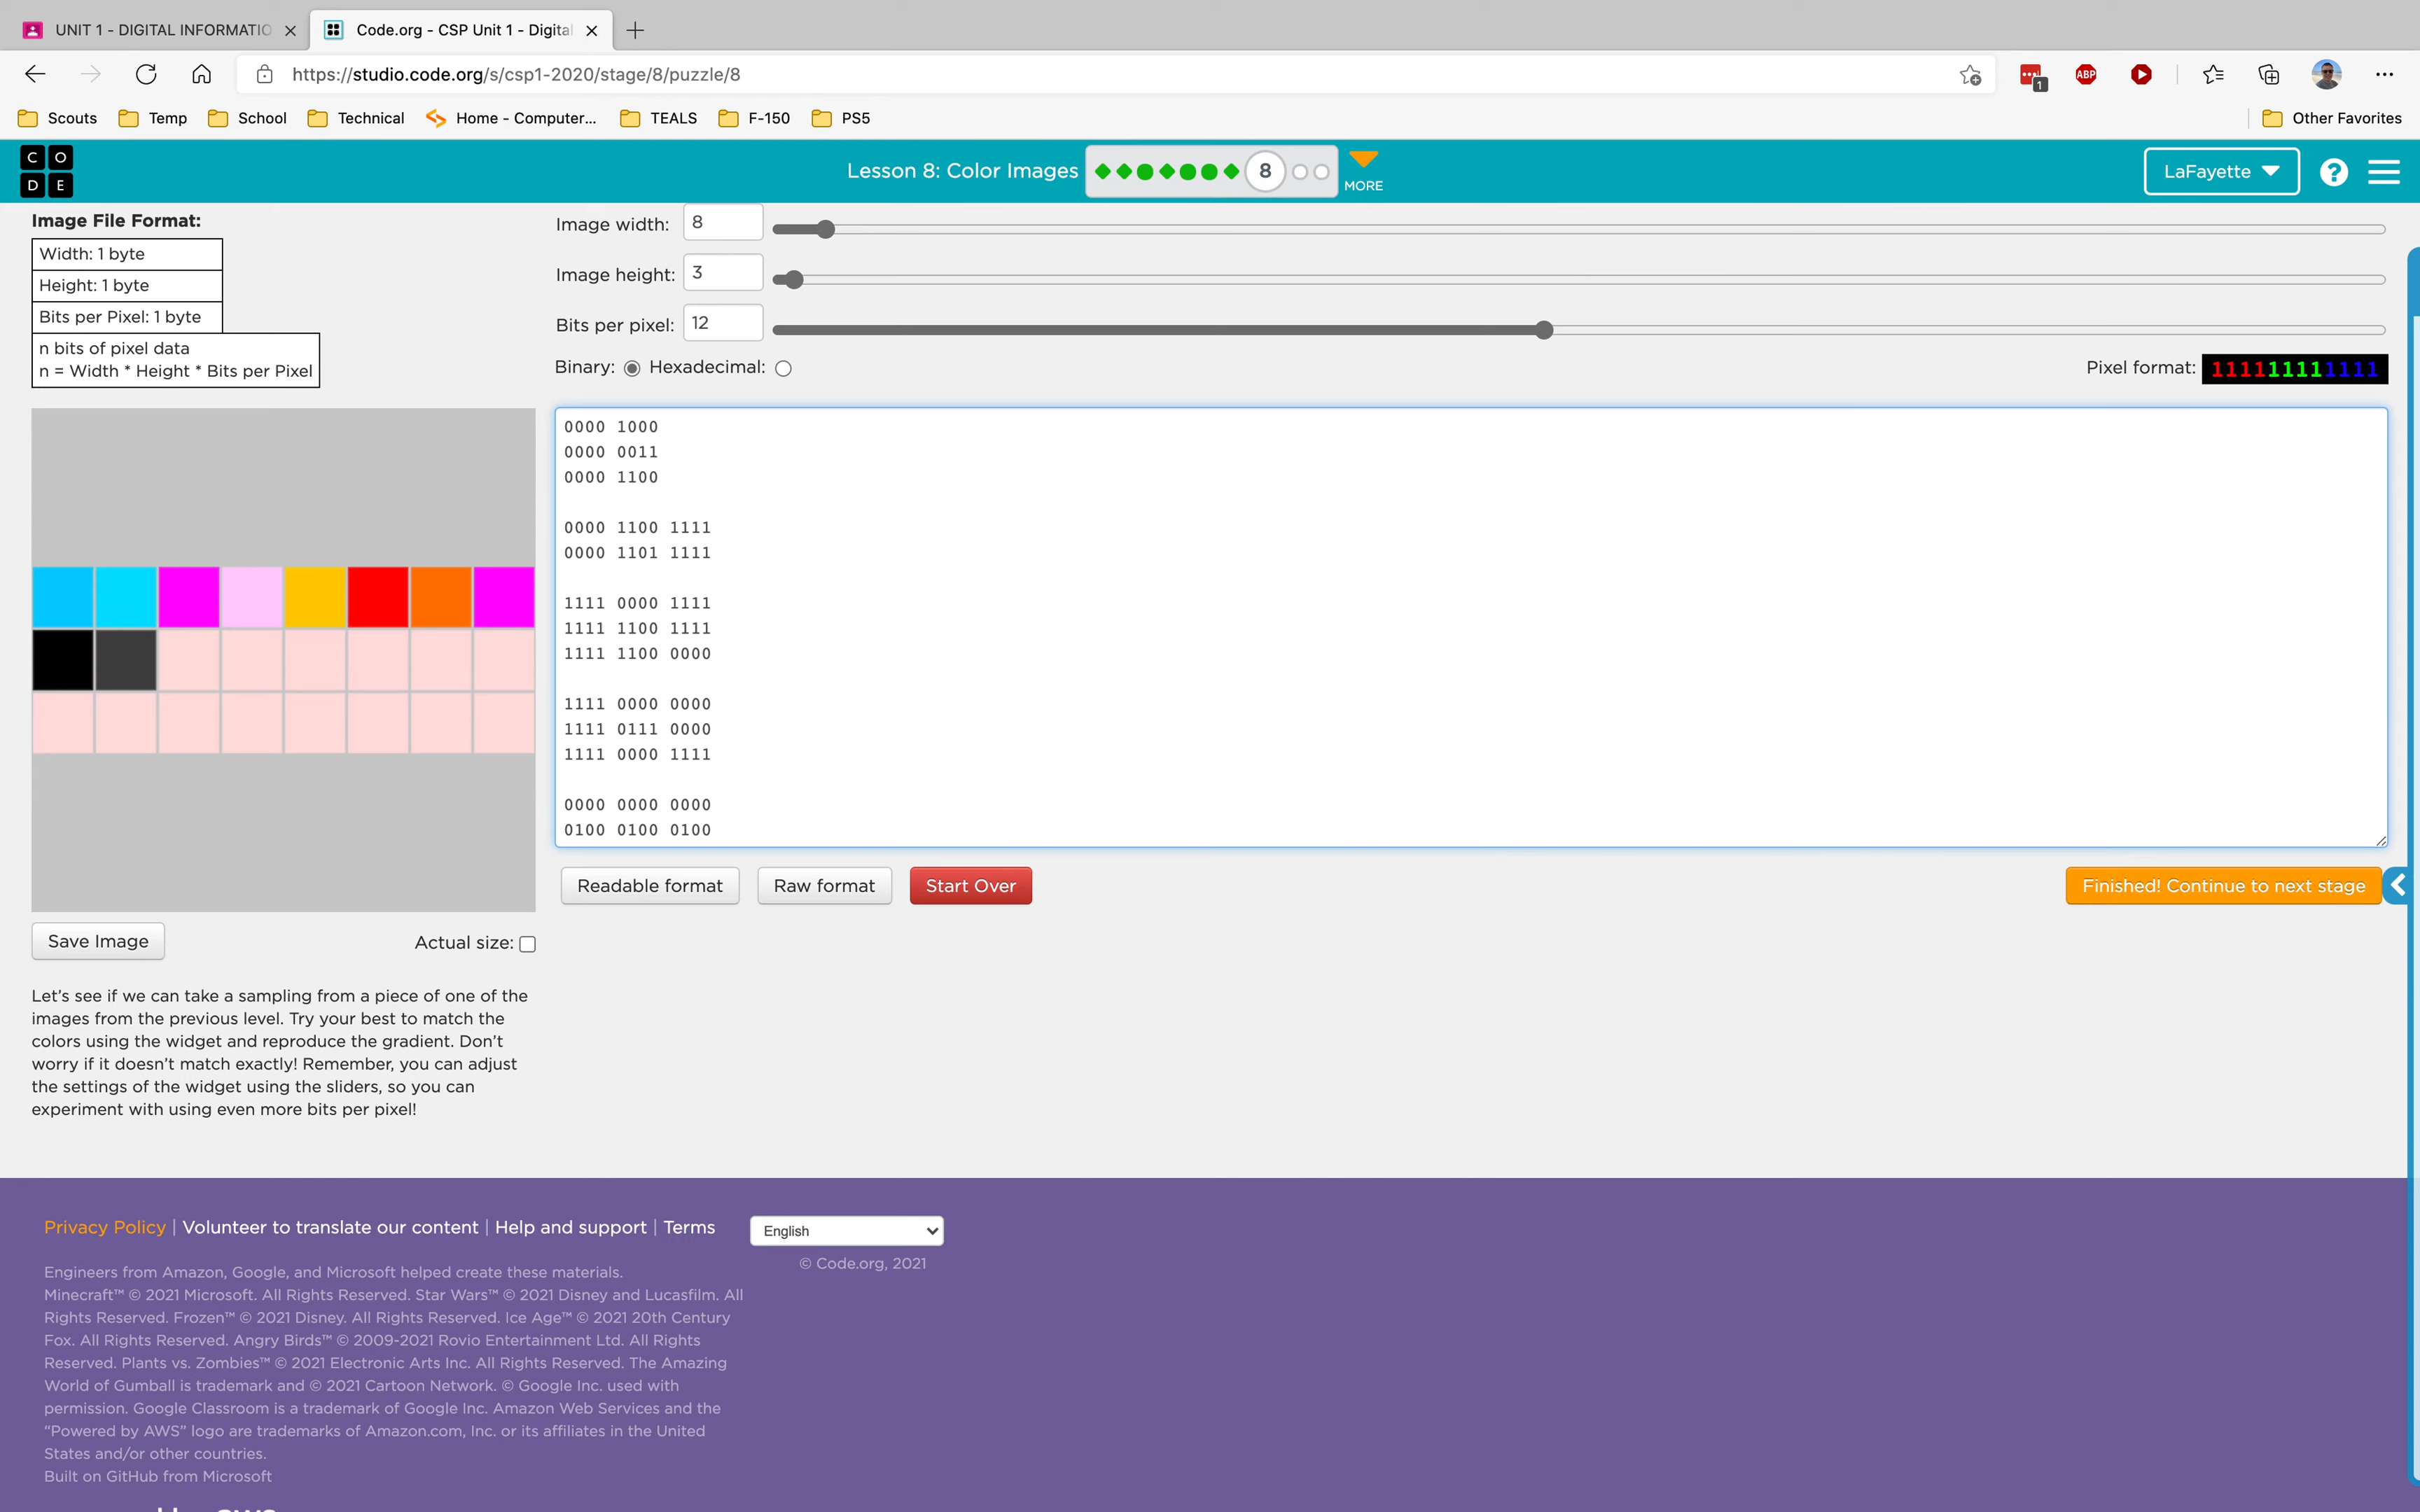 UNIT 1 - DIGITAL INFORMATIO
Code.org - CSP Unit 1 - Digital
https://studio.code.org/s/csp1-2020/stage/8/puzzle/8
1
ABP
Scouts
Temp
School
Technical
Home - Computer...
TEALS
F-150
PS5
Other Favorites
C O
D E
Lesson 8: Color Images
8
MORE
LaFayette
?
Image File Format:
Width: 1 byte
Height: 1 byte
Bits per Pixel: 1 byte
n bits of pixel data
n = Width * Height * Bits per Pixel
Image width: 8
Image height: 3
Bits per pixel: 12
Binary: Hexadecimal:
Pixel format: 111111111111
0000 1000
0000 0011
0000 1100
0000 1100 1111
0000 1101 1111
1111 0000 1111
1111 1100 1111
1111 1100 0000
1111 0000 0000
1111 0111 0000
1111 0000 1111
0000 0000 0000
0100 0100 0100
Readable format
Raw format
Start Over
Finished! Continue to next stage
Save Image
Actual size:
Let's see if we can take a sampling from a piece of one of the
images from the previous level. Try your best to match the
colors using the widget and reproduce the gradient. Don't
worry if it doesn't match exactly! Remember, you can adjust
the settings of the widget using the sliders, so you can
experiment with using even more bits per pixel!
Privacy Policy | Volunteer to translate our content | Help and support | Terms
English
© Code.org, 2021
Engineers from Amazon, Google, and Microsoft helped create these materials.
Minecraft™ © 2021 Microsoft. All Rights Reserved. Star Wars™ © 2021 Disney and Lucasfilm. All
Rights Reserved. Frozen™ © 2021 Disney. All Rights Reserved. Ice Age™ © 2021 20th Century
Fox. All Rights Reserved. Angry Birds™ © 2009-2021 Rovio Entertainment Ltd. All Rights
Reserved. Plants vs. Zombies™ © 2021 Electronic Arts Inc. All Rights Reserved. The Amazing
World of Gumball is trademark and © 2021 Cartoon Network. © Google Inc. used with
permission. Google Classroom is a trademark of Google Inc. Amazon Web Services and the
“Powered by AWS” logo are trademarks of Amazon.com, Inc. or its affiliates in the United
States and/or other countries.
Built on GitHub from Microsoft